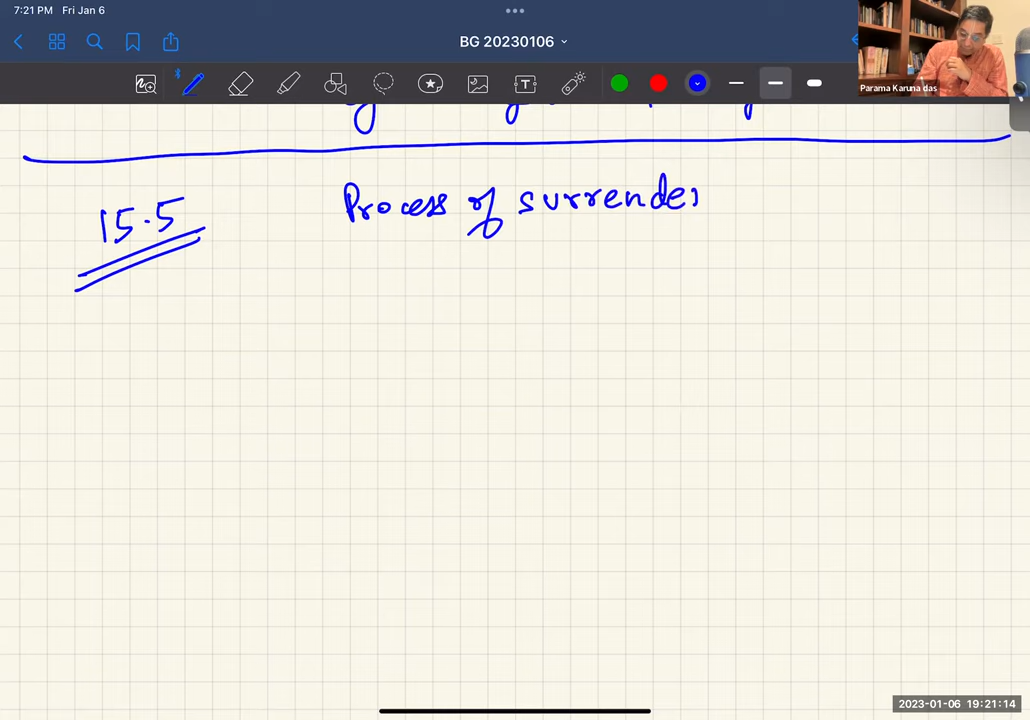 7:21 PM Fri Jan 6
BG 20230106
Parama Karuna das
15.5
Process of surrender
2023-01-06 19:21:14